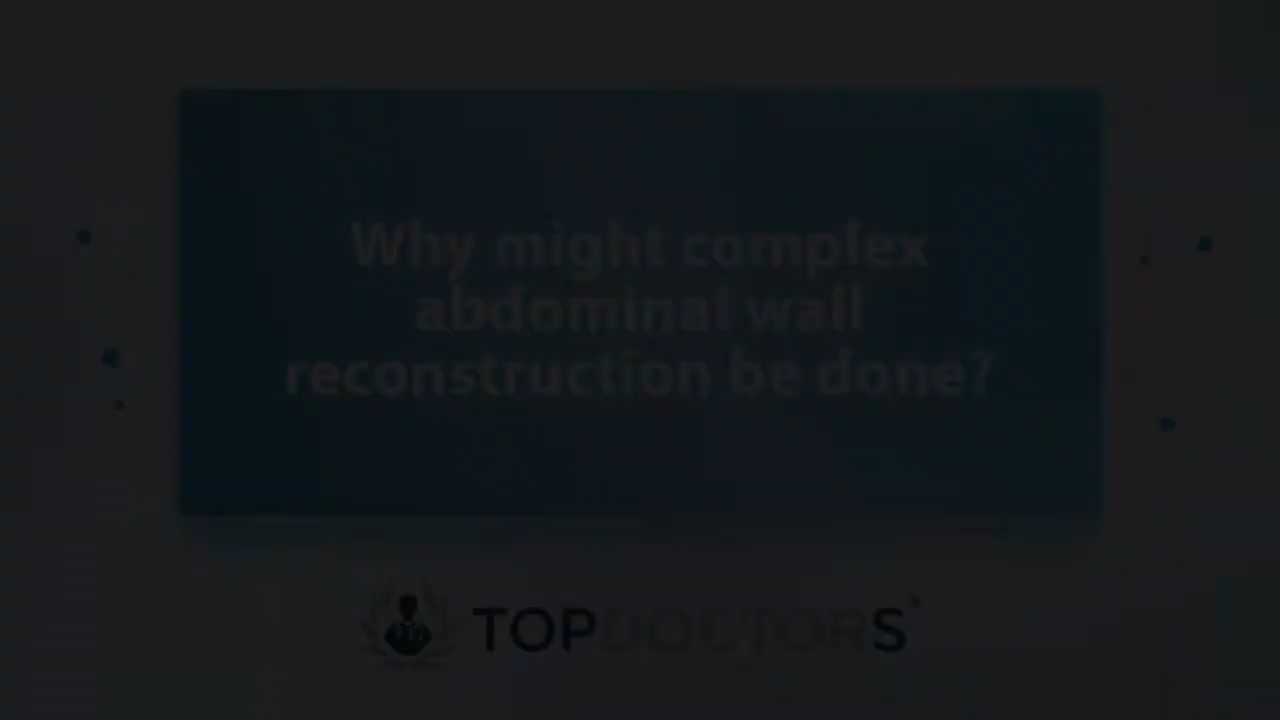 Why might complex
abdominal wall
reconstruction be done?
TOPDOCTORS